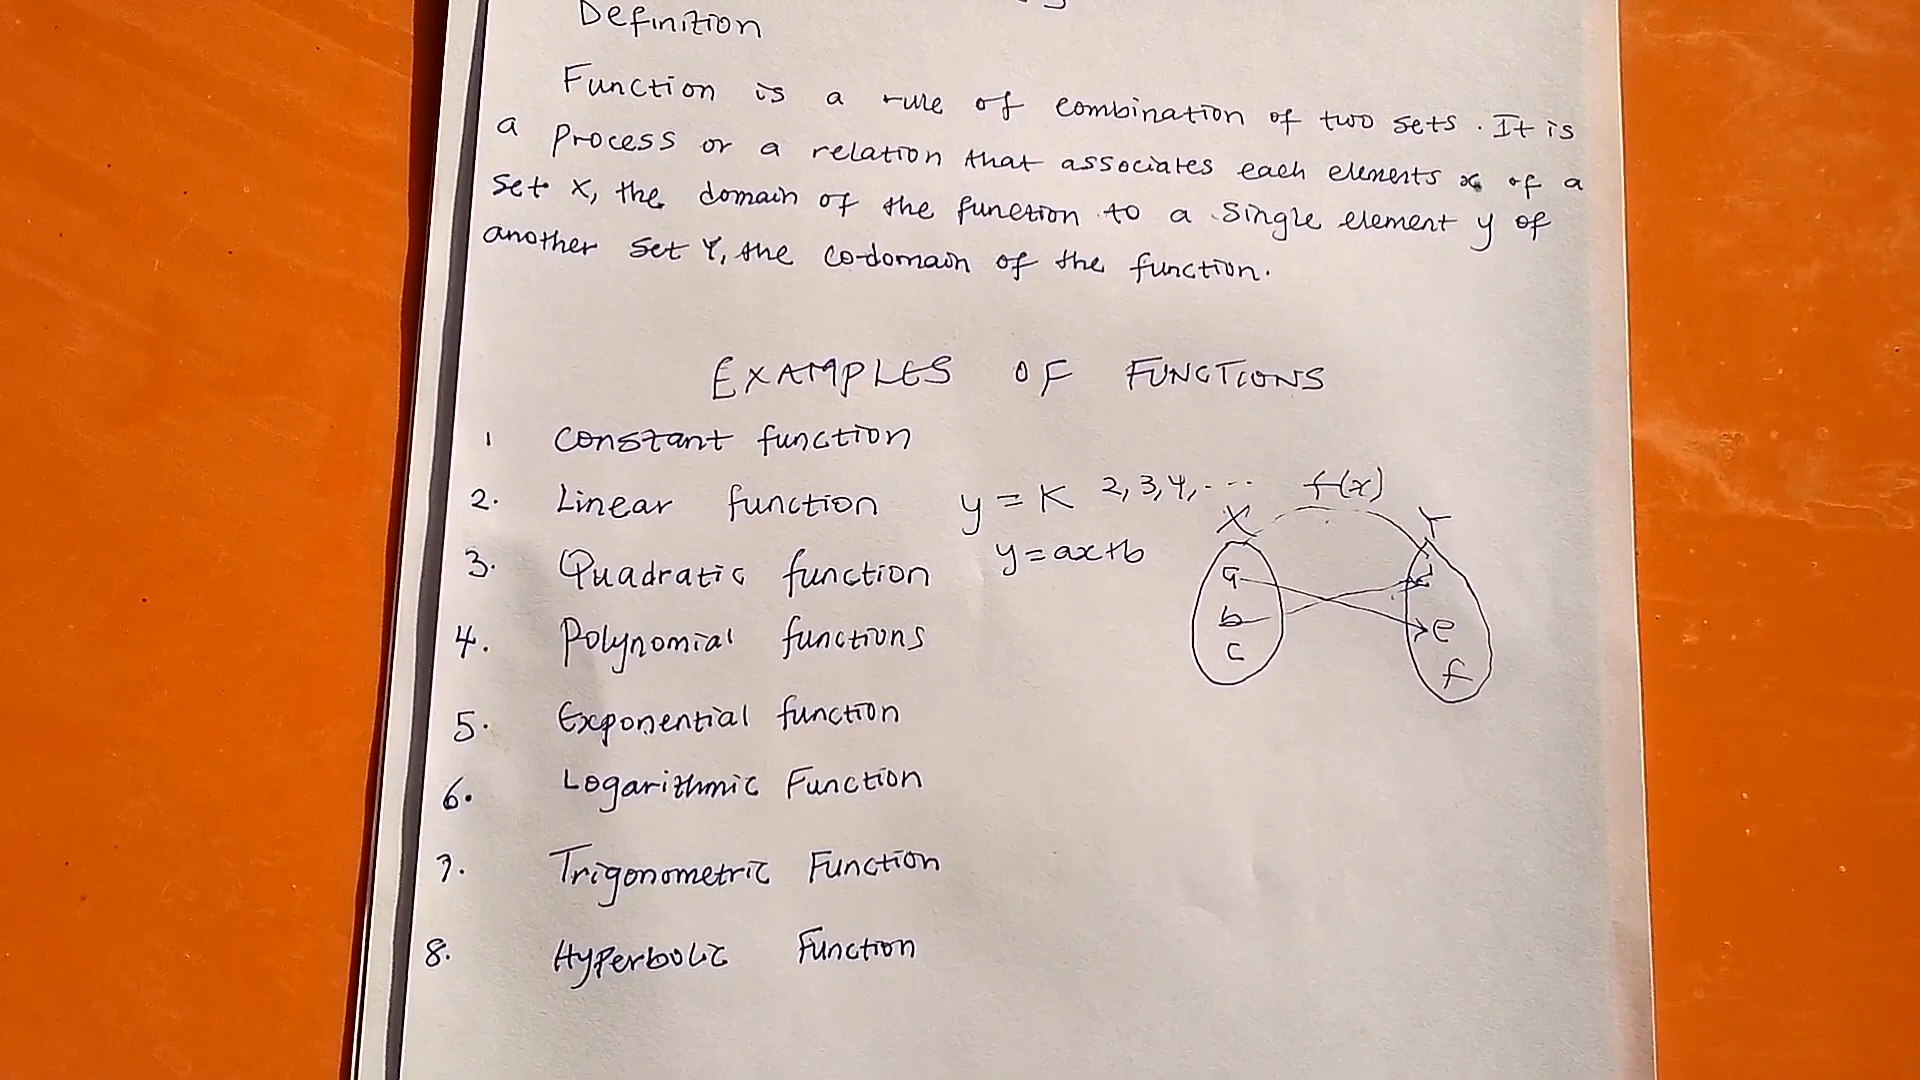 Definition
Function is a rule of combination of two sets. It is
a process or a relation that associates each elements x of a
set X, the domain of the function to a single element y of
another set Y, the co-domain of the function.
EXAMPLES OF FUNCTIONS
1 Constant function
2. Linear function
y = K 2, 3, 4, ...
f(x)
X Y
3. Quadratic function
y = ax+b
a
b e
c f
4. Polynomial functions
5. Exponential function
6. Logarithmic Function
7. Trigonometric Function
8. Hyperbolic Function